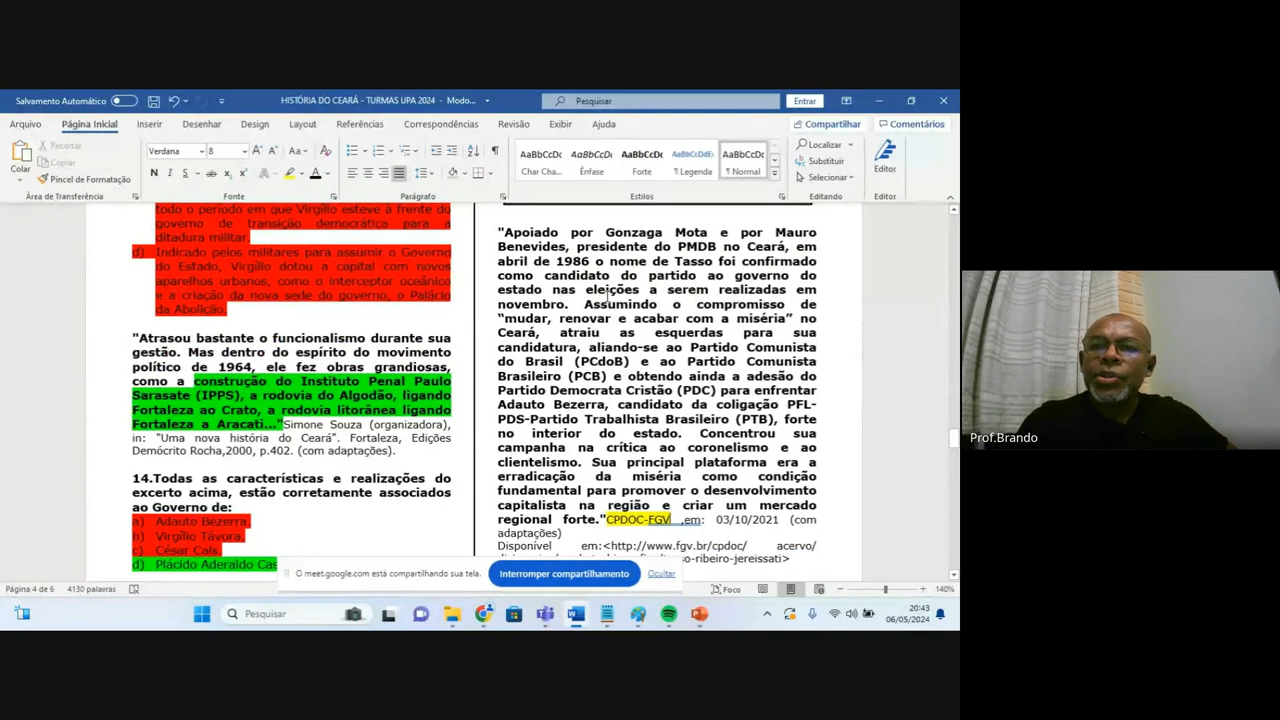 Salvamento Automático
HISTÓRIA DO CEARÁ - TURMAS UPA 2024 - Modo...
Pesquisar
Entrar
Arquivo
Página Inicial
Inserir
Desenhar
Design
Layout
Referências
Correspondências
Revisão
Exibir
Ajuda
Compartilhar
Comentários
Colar
Recortar
Copiar
Pincel de Formatação
Área de Transferência
Verdana
8
N I S ab x₂ x²
Fonte
Parágrafo
AaBbCcDc AaBbCcDc AaBbCcDc AaBbCcDdEe AaBbCcDc
Char Cha... Ênfase Forte ¶ Legenda ¶ Normal
Estilos
Localizar
Substituir
Selecionar
Editando
Editor
Editor
todo o período em que Virgílio esteve à frente do
governo de transição democrática para a
ditadura militar.
d) Indicado pelos militares para assumir o Governo
do Estado, Virgílio dotou a capital com novos
aparelhos urbanos, como o interceptor oceânico
e a criação da nova sede do governo, o Palácio
da Abolição.
"Atrasou bastante o funcionalismo durante sua
gestão. Mas dentro do espírito do movimento
político de 1964, ele fez obras grandiosas,
como a construção do Instituto Penal Paulo
Sarasate (IPPS), a rodovia do Algodão, ligando
Fortaleza ao Crato, a rodovia litorânea ligando
Fortaleza a Aracati..."Simone Souza (organizadora),
in: "Uma nova história do Ceará". Fortaleza, Edições
Demócrito Rocha,2000, p.402. (com adaptações).
14.Todas as características e realizações do
excerto acima, estão corretamente associados
ao Governo de:
a) Adauto Bezerra.
b) Virgílio Távora.
c) César Cals.
d) Plácido Aderaldo Cas
"Apoiado por Gonzaga Mota e por Mauro
Benevides, presidente do PMDB no Ceará, em
abril de 1986 o nome de Tasso foi confirmado
como candidato do partido ao governo do
estado nas eleições a serem realizadas em
novembro. Assumindo o compromisso de
“mudar, renovar e acabar com a miséria” no
Ceará, atraiu as esquerdas para sua
candidatura, aliando-se ao Partido Comunista
do Brasil (PCdoB) e ao Partido Comunista
Brasileiro (PCB) e obtendo ainda a adesão do
Partido Democrata Cristão (PDC) para enfrentar
Adauto Bezerra, candidato da coligação PFL-
PDS-Partido Trabalhista Brasileiro (PTB), forte
no interior do estado. Concentrou sua
campanha na crítica ao coronelismo e ao
clientelismo. Sua principal plataforma era a
erradicação da miséria como condição
fundamental para promover o desenvolvimento
capitalista na região e criar um mercado
regional forte."CPDOC-FGV ,em: 03/10/2021 (com
adaptações)
Disponível em:<http://www.fgv.br/cpdoc/ acervo/
so-ribeiro-jereissati>
O meet.google.com está compartilhando sua tela.
Interromper compartilhamento
Ocultar
Página 4 de 6
4130 palavras
Foco
140%
Pesquisar
20:43
06/05/2024
Prof.Brando